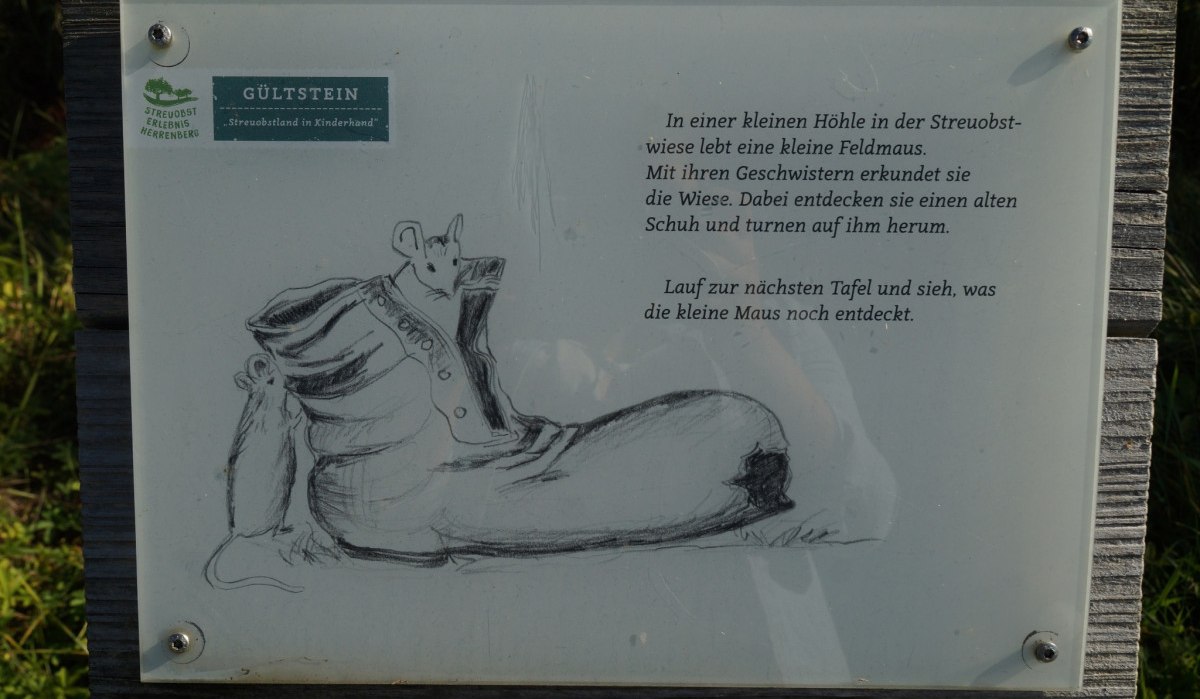 STREUOBST
ERLEBNIS
HERRENBERG
GÜLTSTEIN
„Streuobstland in Kinderhand"
In einer kleinen Höhle in der Streuobst-
wiese lebt eine kleine Feldmaus.
Mit ihren Geschwistern erkundet sie
die Wiese. Dabei entdecken sie einen alten
Schuh und turnen auf ihm herum.
Lauf zur nächsten Tafel und sieh, was
die kleine Maus noch entdeckt.